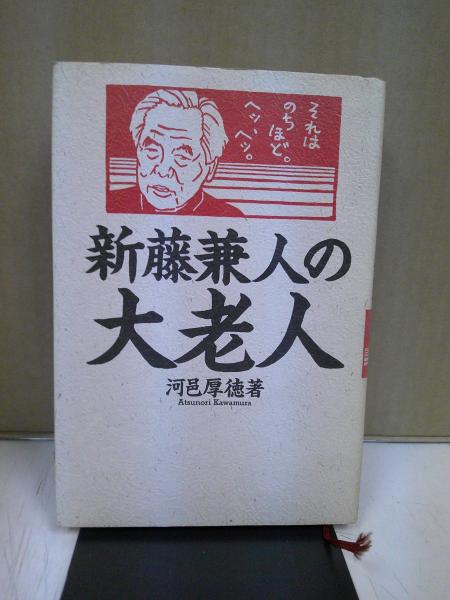 それは
のちほど。
ヘッ、ヘッ。
新藤兼人の
大老人
河邑厚徳著
Atsunori Kawamura